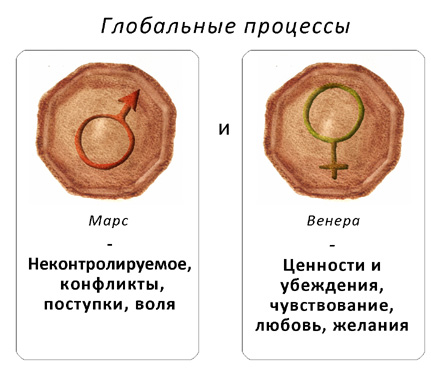 Глобальные процессы
Марс
-
Неконтролируемое,
конфликты,
поступки, воля
и
Венера
-
Ценности и
убеждения,
чувствование,
любовь, желания